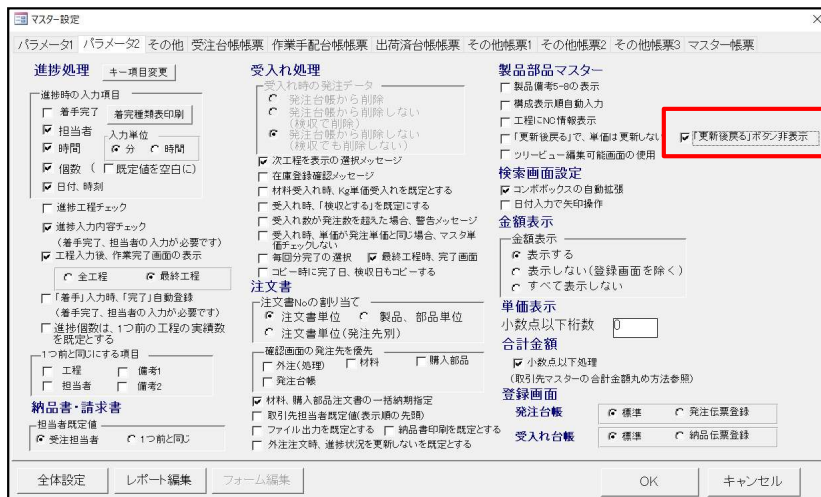 マスター設定
パラメータ1 パラメータ2 その他 受注台帳帳票 作業手配台帳帳票 出荷済台帳帳票 その他帳票1 その他帳票2 その他帳票3 マスター帳票
進捗処理 キー項目変更
進捗時の入力項目
着手完了 着完種類表印刷
担当者
時間
入力単位
分 時間
個数 ( 既定値を空白に)
日付、時刻
進捗工程チェック
進捗入力内容チェック
(着手完了、担当者の入力が必要です)
工程入力後、作業完了画面の表示
全工程 最終工程
「着手」入力時、「完了」自動登録
(着手完了、担当者の入力が必要です)
進捗個数は、1つ前の工程の実績数
を既定とする
1つ前と同じにする項目
工程 備考1
担当者 備考2
納品書・請求書
担当者既定値
受注担当者 1つ前と同じ
受入れ処理
受入れ時の発注データ
発注台帳から削除
発注台帳から削除しない
(検収で削除)
発注台帳から削除しない
(検収でも削除しない)
次工程を表示の選択メッセージ
在庫登録確認メッセージ
材料受入れ時、Kg単価受入れを既定とする
受入れ時、「検収とする」を既定にする
受入れ数が発注数を超えた場合、警告メッセージ
受入れ時、単価が発注単価と同じ場合、マスタ単
価チェックしない
毎回分完了の選択 最終工程時、完了画面
コピー時に完了日、検収日もコピーする
注文書
注文書Noの割り当て
注文書単位 製品、部品単位
注文書単位(発注先別)
確認画面の発注先を優先
外注(処理) 材料 購入部品
発注台帳
材料、購入部品注文書の一括納期指定
取引先担当者既定値(表示順の先頭)
ファイル出力を既定とする 納品書印刷を既定とする
外注注文時、進捗状況を更新しないを既定とする
製品部品マスター
製品備考5-8の表示
構成表示順自動入力
工程にNC情報表示
「更新後戻る」で、単価は更新しない 「更新後戻る」ボタン非表示
ツリービュー編集可能画面の使用
検索画面設定
コンボボックスの自動拡張
日付入力で矢印操作
金額表示
金額表示
表示する
表示しない(登録画面を除く)
すべて表示しない
単価表示
小数点以下桁数 0
合計金額
小数点以下処理
(取引先マスターの合計金額丸め方法参照)
登録画面
発注台帳 標準 発注伝票登録
受入れ台帳 標準 納品伝票登録
全体設定 レポート編集 フォーム編集 OK キャンセル